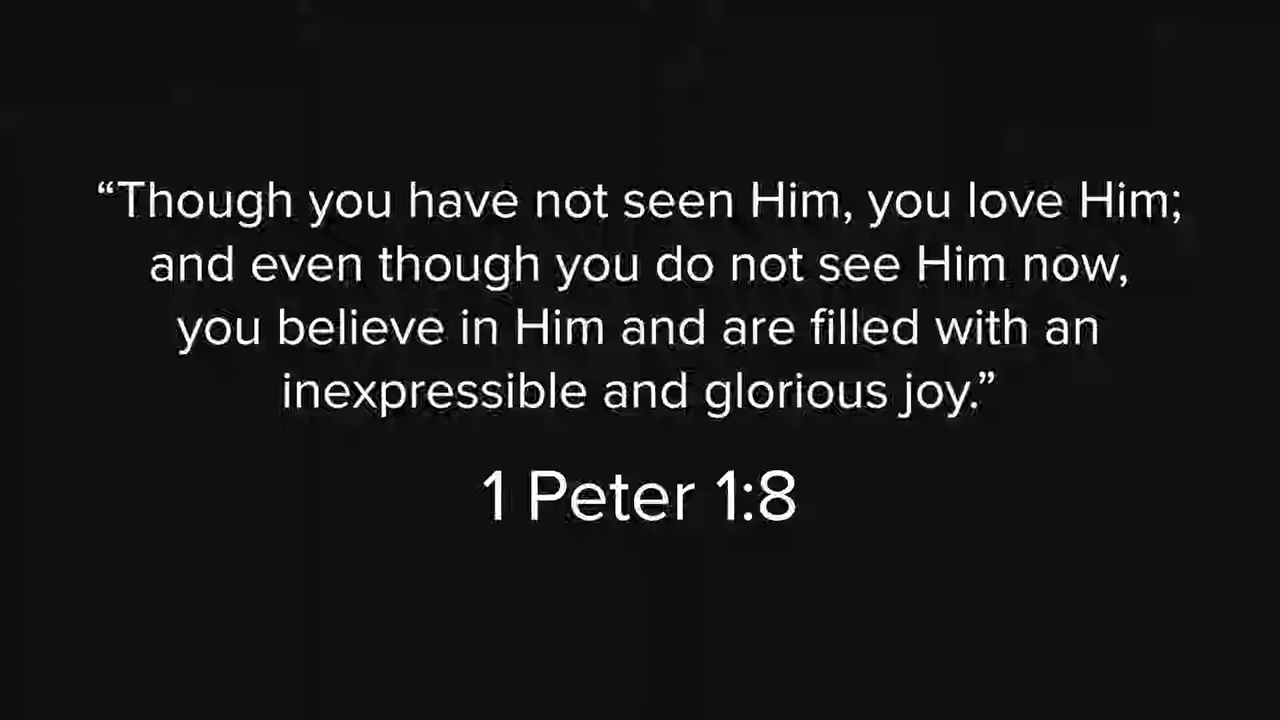 “Though you have not seen Him, you love Him;
and even though you do not see Him now,
you believe in Him and are filled with an
inexpressible and glorious joy.”
1 Peter 1:8